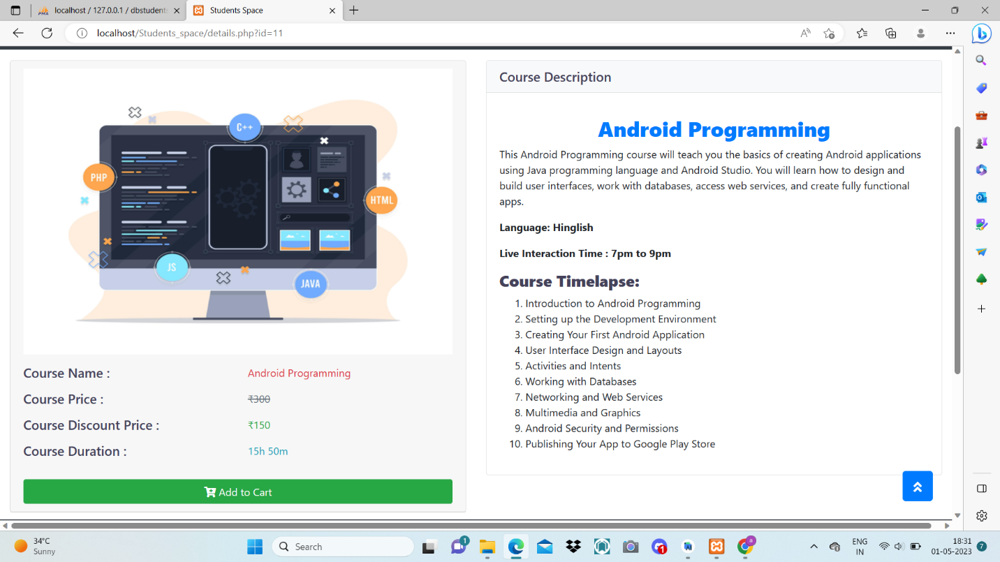 localhost / 127.0.0.1 / dbstudent
Students Space
localhost/Students_space/details.php?id=11
C++
PHP
HTML
JS
JAVA
Course Name :
Android Programming
Course Price :
₹300
Course Discount Price :
₹150
Course Duration :
15h 50m
Add to Cart
Course Description
Android Programming
This Android Programming course will teach you the basics of creating Android applications
using Java programming language and Android Studio. You will learn how to design and
build user interfaces, work with databases, access web services, and create fully functional
apps.
Language: Hinglish
Live Interaction Time : 7pm to 9pm
Course Timelapse:
1. Introduction to Android Programming
2. Setting up the Development Environment
3. Creating Your First Android Application
4. User Interface Design and Layouts
5. Activities and Intents
6. Working with Databases
7. Networking and Web Services
8. Multimedia and Graphics
9. Android Security and Permissions
10. Publishing Your App to Google Play Store
34°C
Sunny
Search
1
1
a
ENG
IN
18:31
01-05-2023
7